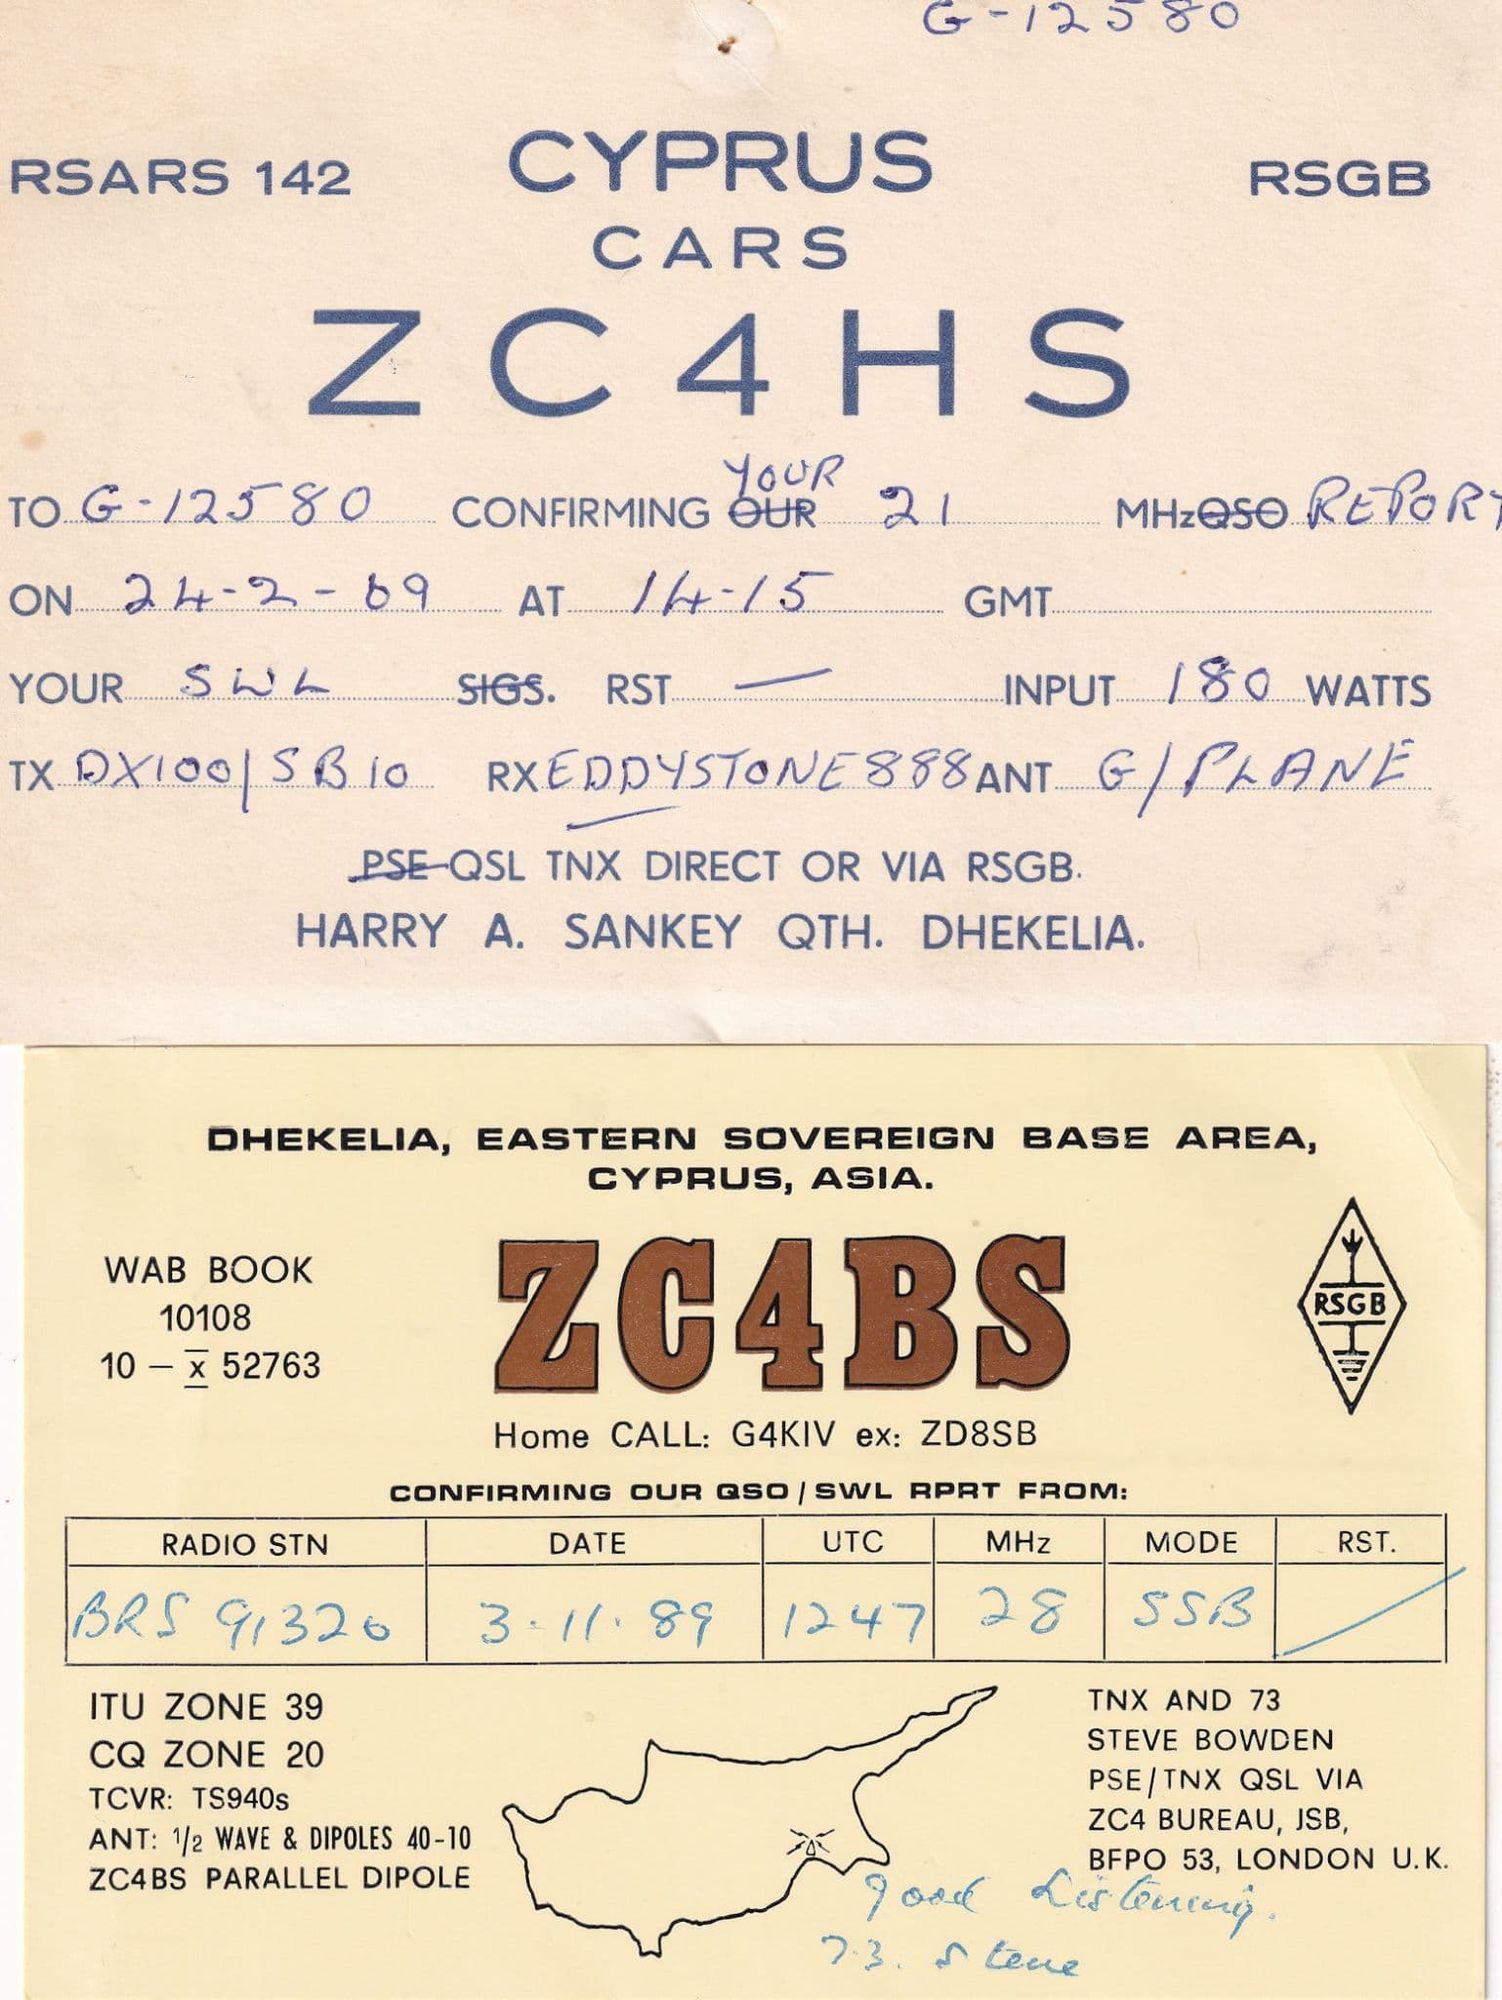 G-12580
RSARS 142 CYPRUS RSGB
CARS
ZC4HS
YOUR
TO G-12580 CONFIRMING OUR 21 MHz QSO REPORT
ON 24-2-69 AT 14-15 GMT
YOUR SWL SIGS. RST — INPUT 180 WATTS
TX DX100/SB10 RX EDDYSTONE 888 ANT G/PLANE
PSE QSL TNX DIRECT OR VIA RSGB.
HARRY A. SANKEY QTH. DHEKELIA.
DHEKELIA, EASTERN SOVEREIGN BASE AREA,
CYPRUS, ASIA.
WAB BOOK
10108
10 – x 52763
ZC4BS
RSGB
Home CALL: G4KIV ex: ZD8SB
CONFIRMING OUR QSO/SWL RPRT FROM:
RADIO STN DATE UTC MHz MODE RST.
BRS 91320 3·11·89 1247 28 SSB /
ITU ZONE 39
CQ ZONE 20
TCVR: TS940s
ANT: 1/2 WAVE & DIPOLES 40-10
ZC4BS PARALLEL DIPOLE
TNX AND 73
STEVE BOWDEN
PSE/TNX QSL VIA
ZC4 BUREAU, JSB,
BFPO 53, LONDON U.K.
good Listening.
73. Steve